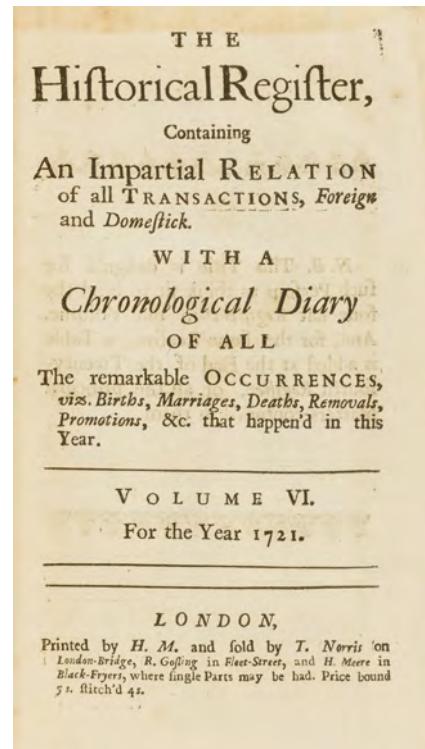 THE
Hiſtorical Regiſter,
Containing
An Impartial RELATION
of all TRANSACTIONS, Foreign
and Domeſtick.
WITH A
Chronological Diary
OF ALL
The remarkable OCCURRENCES,
viz. Births, Marriages, Deaths, Removals,
Promotions, &c. that happen'd in this
Year.
VOLUME VI.
For the Year 1721.
LONDON,
Printed by H. M. and ſold by T. Norris on
London-Bridge, R. Goſling in Fleet-Street, and H. Meere in
Black-Fryers, where ſingle Parts may be had. Price bound
5 s. ſtitch'd 4s.